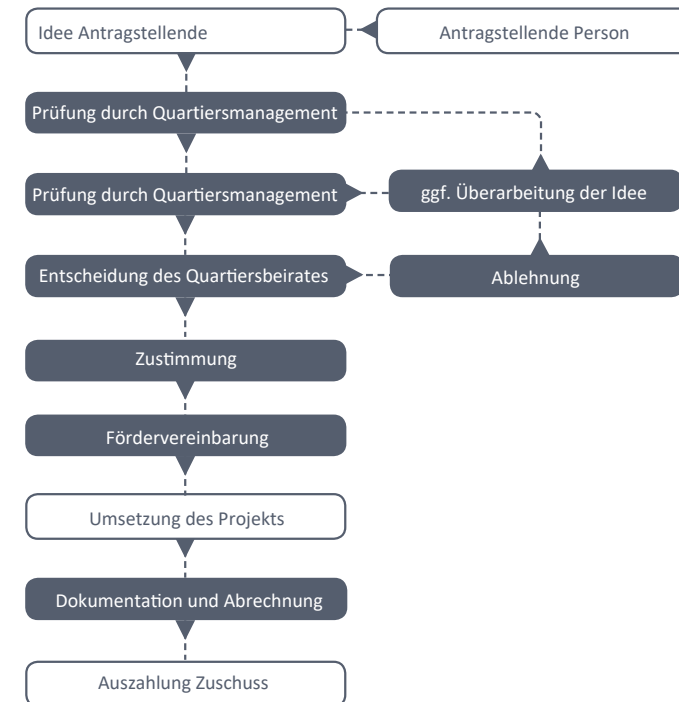 Idee Antragstellende
Antragstellende Person
Prüfung durch Quartiersmanagement
Prüfung durch Quartiersmanagement
ggf. Überarbeitung der Idee
Entscheidung des Quartiersbeirates
Ablehnung
Zustimmung
Fördervereinbarung
Umsetzung des Projekts
Dokumentation und Abrechnung
Auszahlung Zuschuss